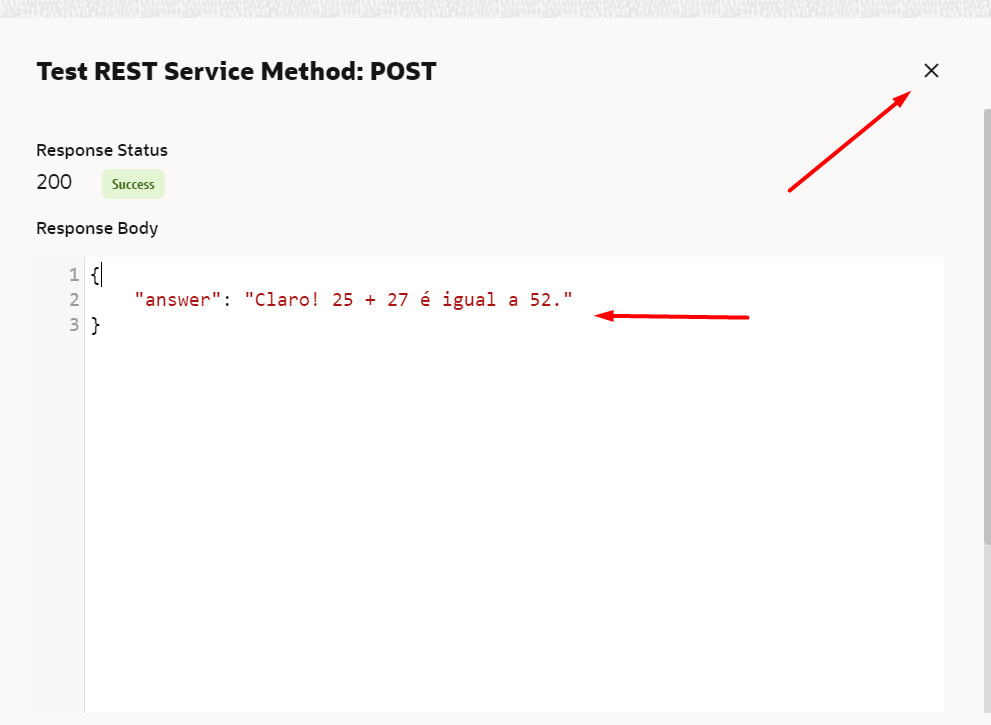 Test REST Service Method: POST
Response Status
200 Success
Response Body
1 {
2 "answer": "Claro! 25 + 27 é igual a 52."
3 }